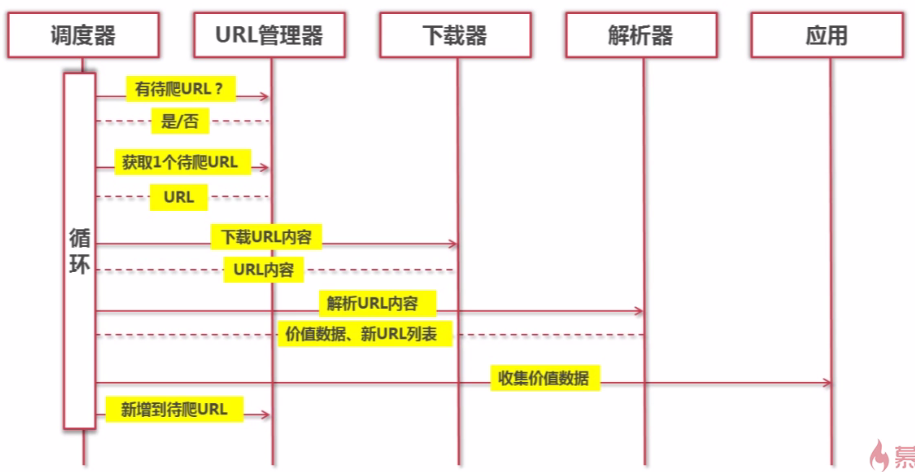 调度器
URL管理器
下载器
解析器
应用
循
环
有待爬URL？
是/否
获取1个待爬URL
URL
下载URL内容
URL内容
解析URL内容
价值数据、新URL列表
收集价值数据
新增到待爬URL